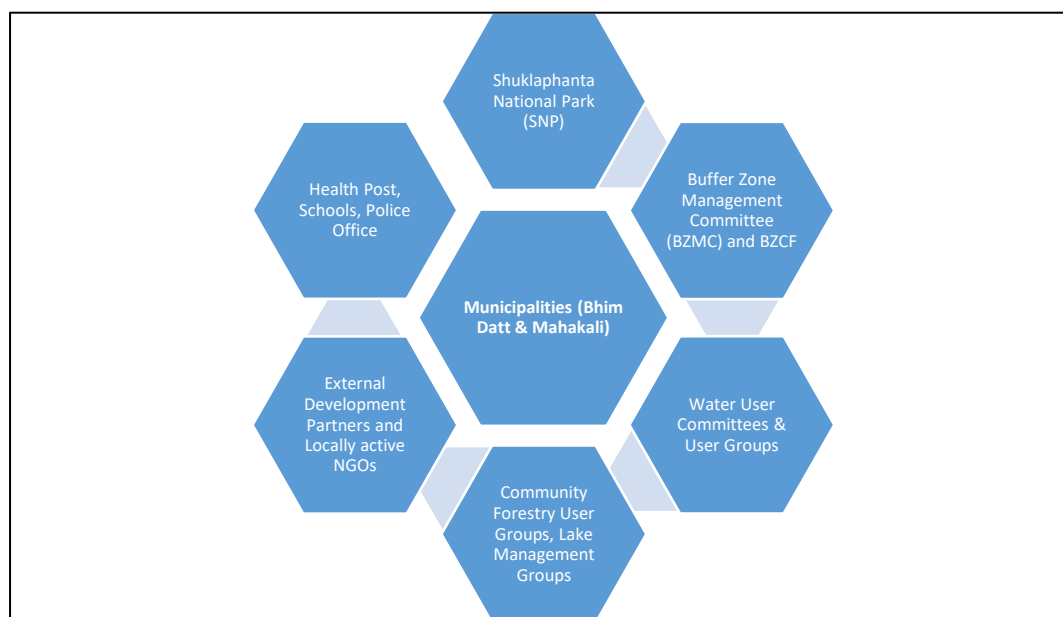 Shuklaphanta
National Park
(SNP)
Health Post,
Schools, Police
Office
Buffer Zone
Management
Committee
(BZMC) and BZCF
Municipalities (Bhim
Datt & Mahakali)
External
Development
Partners and
Locally active
NGOs
Water User
Committees &
User Groups
Community
Forestry User
Groups, Lake
Management
Groups